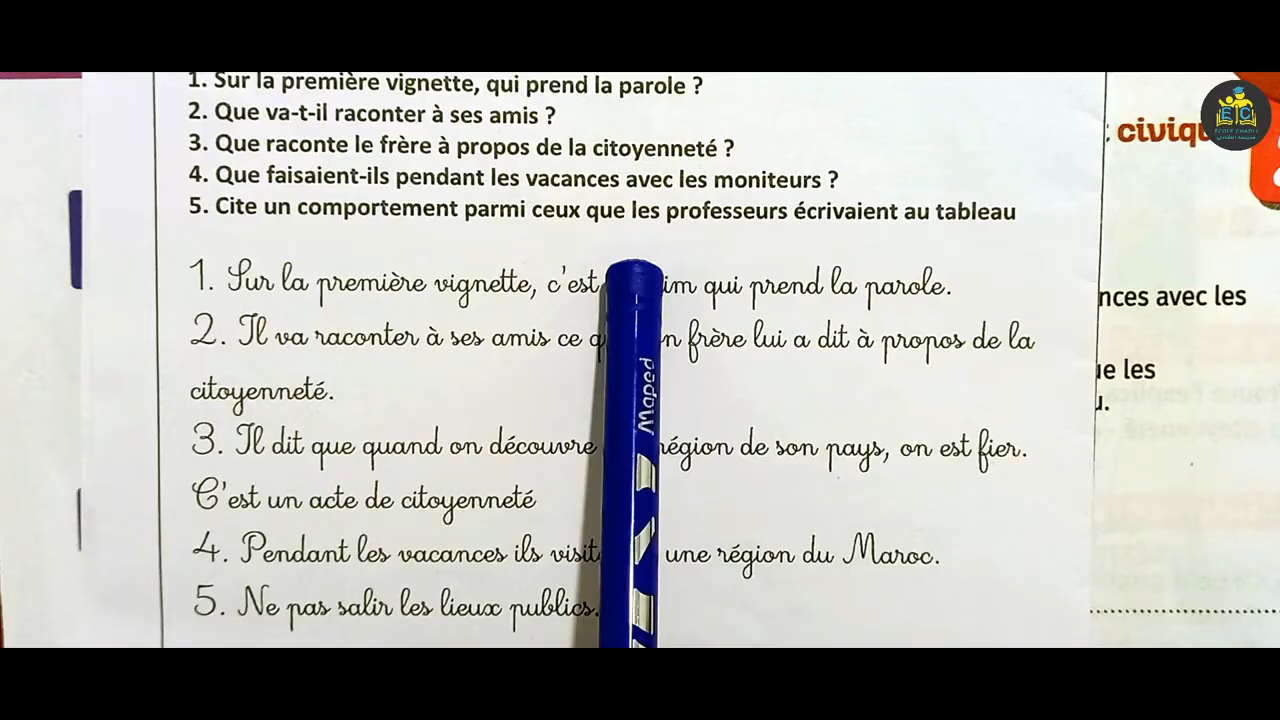 1. Sur la première vignette, qui prend la parole ?
2. Que va-t-il raconter à ses amis ?
3. Que raconte le frère à propos de la citoyenneté ?
4. Que faisaient-ils pendant les vacances avec les moniteurs ?
5. Cite un comportement parmi ceux que les professeurs écrivaient au tableau
1. Sur la première vignette, c'est qui prend la parole.
2. Il va raconter à ses amis ce frère lui a dit à propos de la
citoyenneté.
3. Il dit que quand on découvre région de son pays, on est fier.
C'est un acte de citoyenneté
4. Pendant les vacances ils une région du Maroc.
5. Ne pas salir les lieux publics.
Maped
EC
ECOLE CHADLI
nces avec les
les